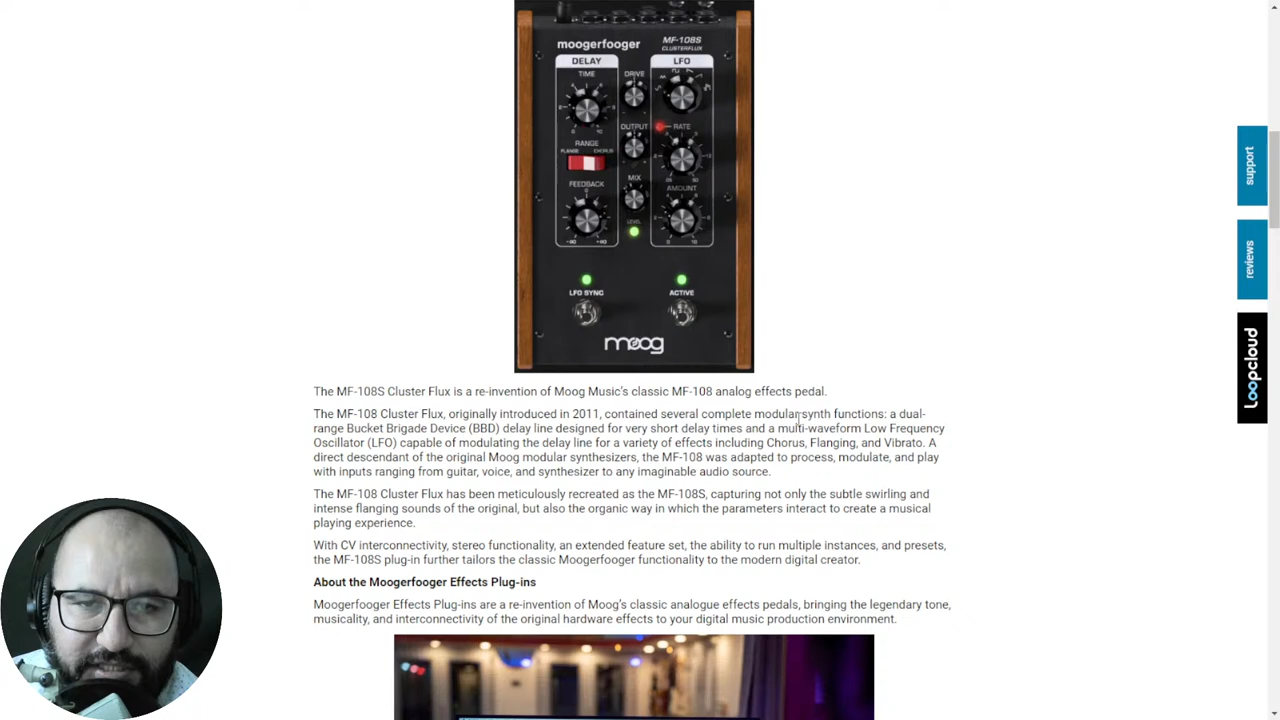 moogerfooger
MF-108S
CLUSTERFLUX
DELAY
LFO
TIME
DRIVE
OUTPUT
RATE
RANGE
FLANGE CHORUS
MIX
FEEDBACK
AMOUNT
LEVEL
LFO SYNC
ACTIVE
moog
The MF-108S Cluster Flux is a re-invention of Moog Music's classic MF-108 analog effects pedal.
The MF-108 Cluster Flux, originally introduced in 2011, contained several complete modular synth functions: a dual-
range Bucket Brigade Device (BBD) delay line designed for very short delay times and a multi-waveform Low Frequency
Oscillator (LFO) capable of modulating the delay line for a variety of effects including Chorus, Flanging, and Vibrato. A
direct descendant of the original Moog modular synthesizers, the MF-108 was adapted to process, modulate, and play
with inputs ranging from guitar, voice, and synthesizer to any imaginable audio source.
The MF-108 Cluster Flux has been meticulously recreated as the MF-108S, capturing not only the subtle swirling and
intense flanging sounds of the original, but also the organic way in which the parameters interact to create a musical
playing experience.
With CV interconnectivity, stereo functionality, an extended feature set, the ability to run multiple instances, and presets,
the MF-108S plug-in further tailors the classic Moogerfooger functionality to the modern digital creator.
About the Moogerfooger Effects Plug-ins
Moogerfooger Effects Plug-ins are a re-invention of Moog's classic analogue effects pedals, bringing the legendary tone,
musicality, and interconnectivity of the original hardware effects to your digital music production environment.
support
reviews
Loopcloud